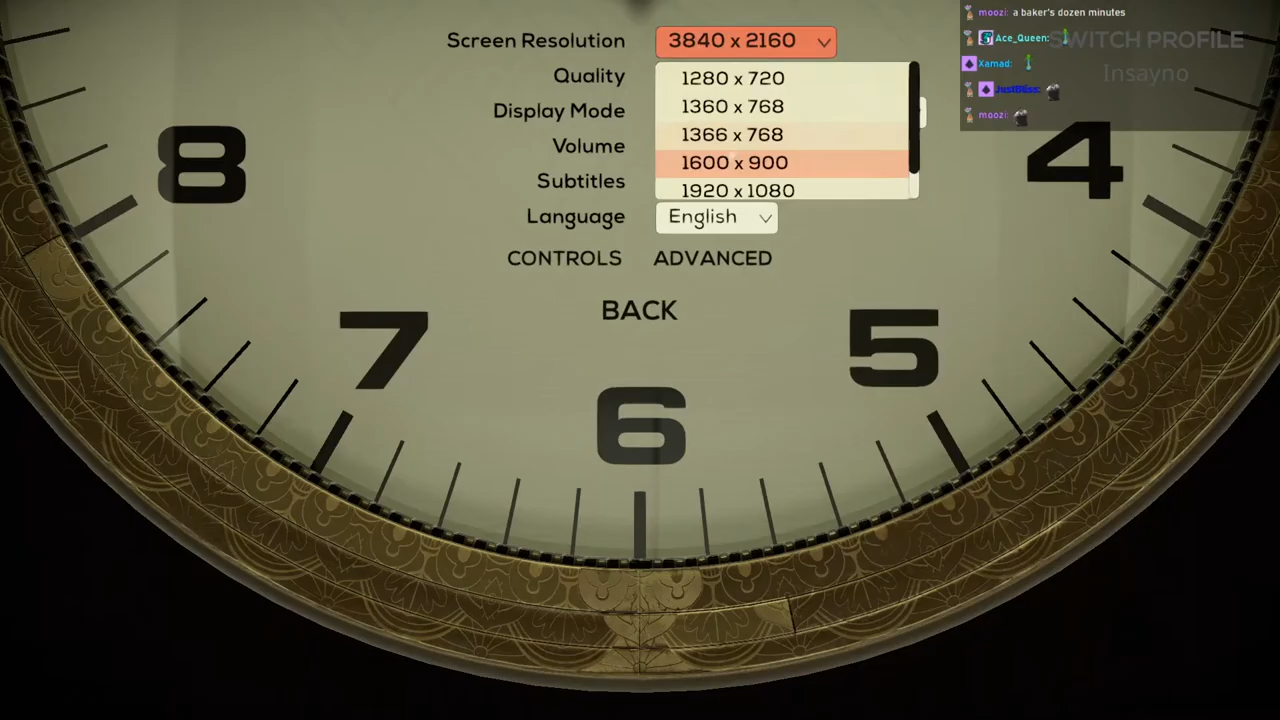 Screen Resolution
3840 x 2160
Quality
1280 x 720
Display Mode
1360 x 768
1366 x 768
Volume
1600 x 900
Subtitles
1920 x 1080
Language
English
CONTROLS
ADVANCED
BACK
moozi: a baker's dozen minutes
Ace_Queen:
Xamad:
JustBliss:
moozi:
SWITCH PROFILE
Insayno
8
4
7
5
6